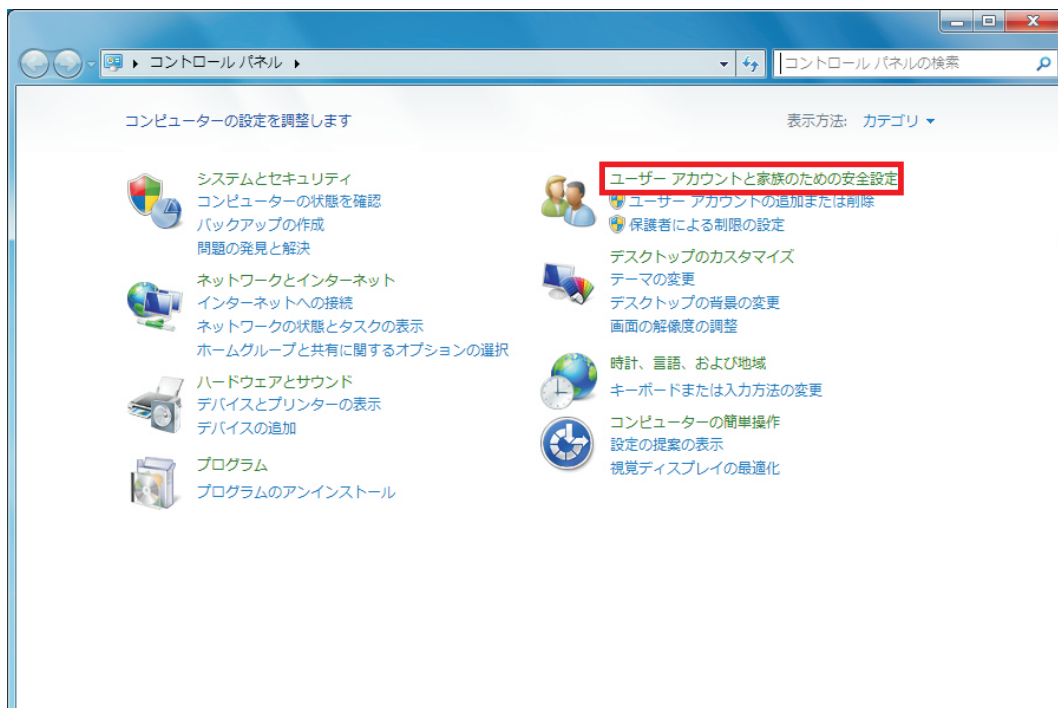 コントロール パネル
コントロール パネルの検索
コンピューターの設定を調整します
表示方法: カテゴリ
システムとセキュリティ
コンピューターの状態を確認
バックアップの作成
問題の発見と解決
ネットワークとインターネット
インターネットへの接続
ネットワークの状態とタスクの表示
ホームグループと共有に関するオプションの選択
ハードウェアとサウンド
デバイスとプリンターの表示
デバイスの追加
プログラム
プログラムのアンインストール
ユーザー アカウントと家族のための安全設定
ユーザー アカウントの追加または削除
保護者による制限の設定
デスクトップのカスタマイズ
テーマの変更
デスクトップの背景の変更
画面の解像度の調整
時計、言語、および地域
キーボードまたは入力方法の変更
コンピューターの簡単操作
設定の提案の表示
視覚ディスプレイの最適化